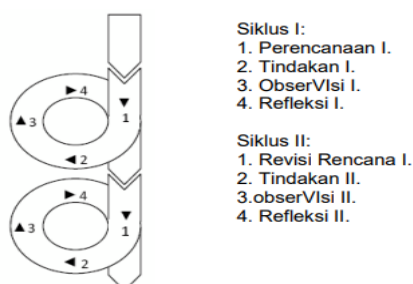 Siklus I:
1. Perencanaan I.
2. Tindakan I.
3. ObserVIsi I.
4. Refleksi I.
Siklus II:
1. Revisi Rencana I.
2. Tindakan II.
3.obserVIsi II.
4. Refleksi II.
4
3
1
2
4
3
1
2